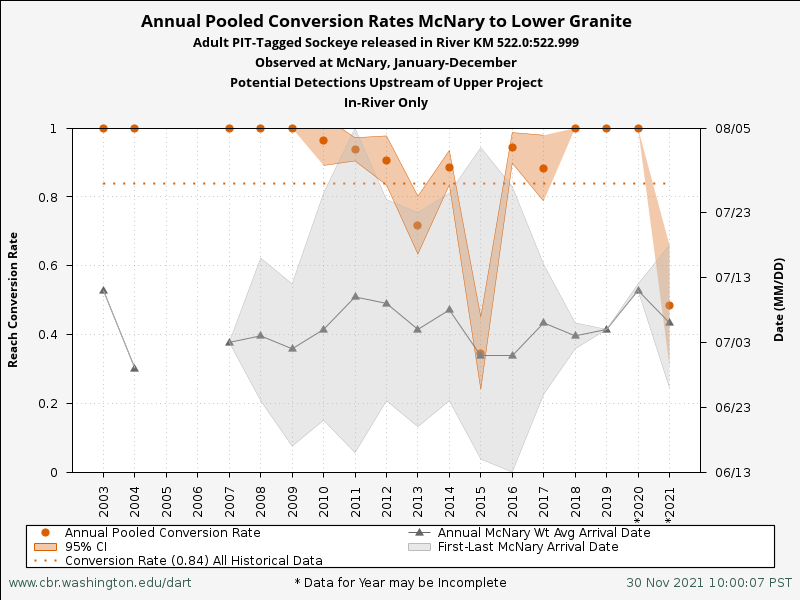 Annual Pooled Conversion Rates McNary to Lower Granite
Adult PIT-Tagged Sockeye released in River KM 522.0:522.999
Observed at McNary, January-December
Potential Detections Upstream of Upper Project
In-River Only
Reach Conversion Rate
1
0.8
0.6
0.4
0.2
0
08/05
07/23
07/13
07/03
06/23
06/13
Date (MM/DD)
2003
2004
2005
2006
2007
2008
2009
2010
2011
2012
2013
2014
2015
2016
2017
2018
2019
*2020
*2021
Annual Pooled Conversion Rate
95% CI
Conversion Rate (0.84) All Historical Data
Annual McNary Wt Avg Arrival Date
First-Last McNary Arrival Date
www.cbr.washington.edu/dart
* Data for Year may be Incomplete
30 Nov 2021 10:00:07 PST